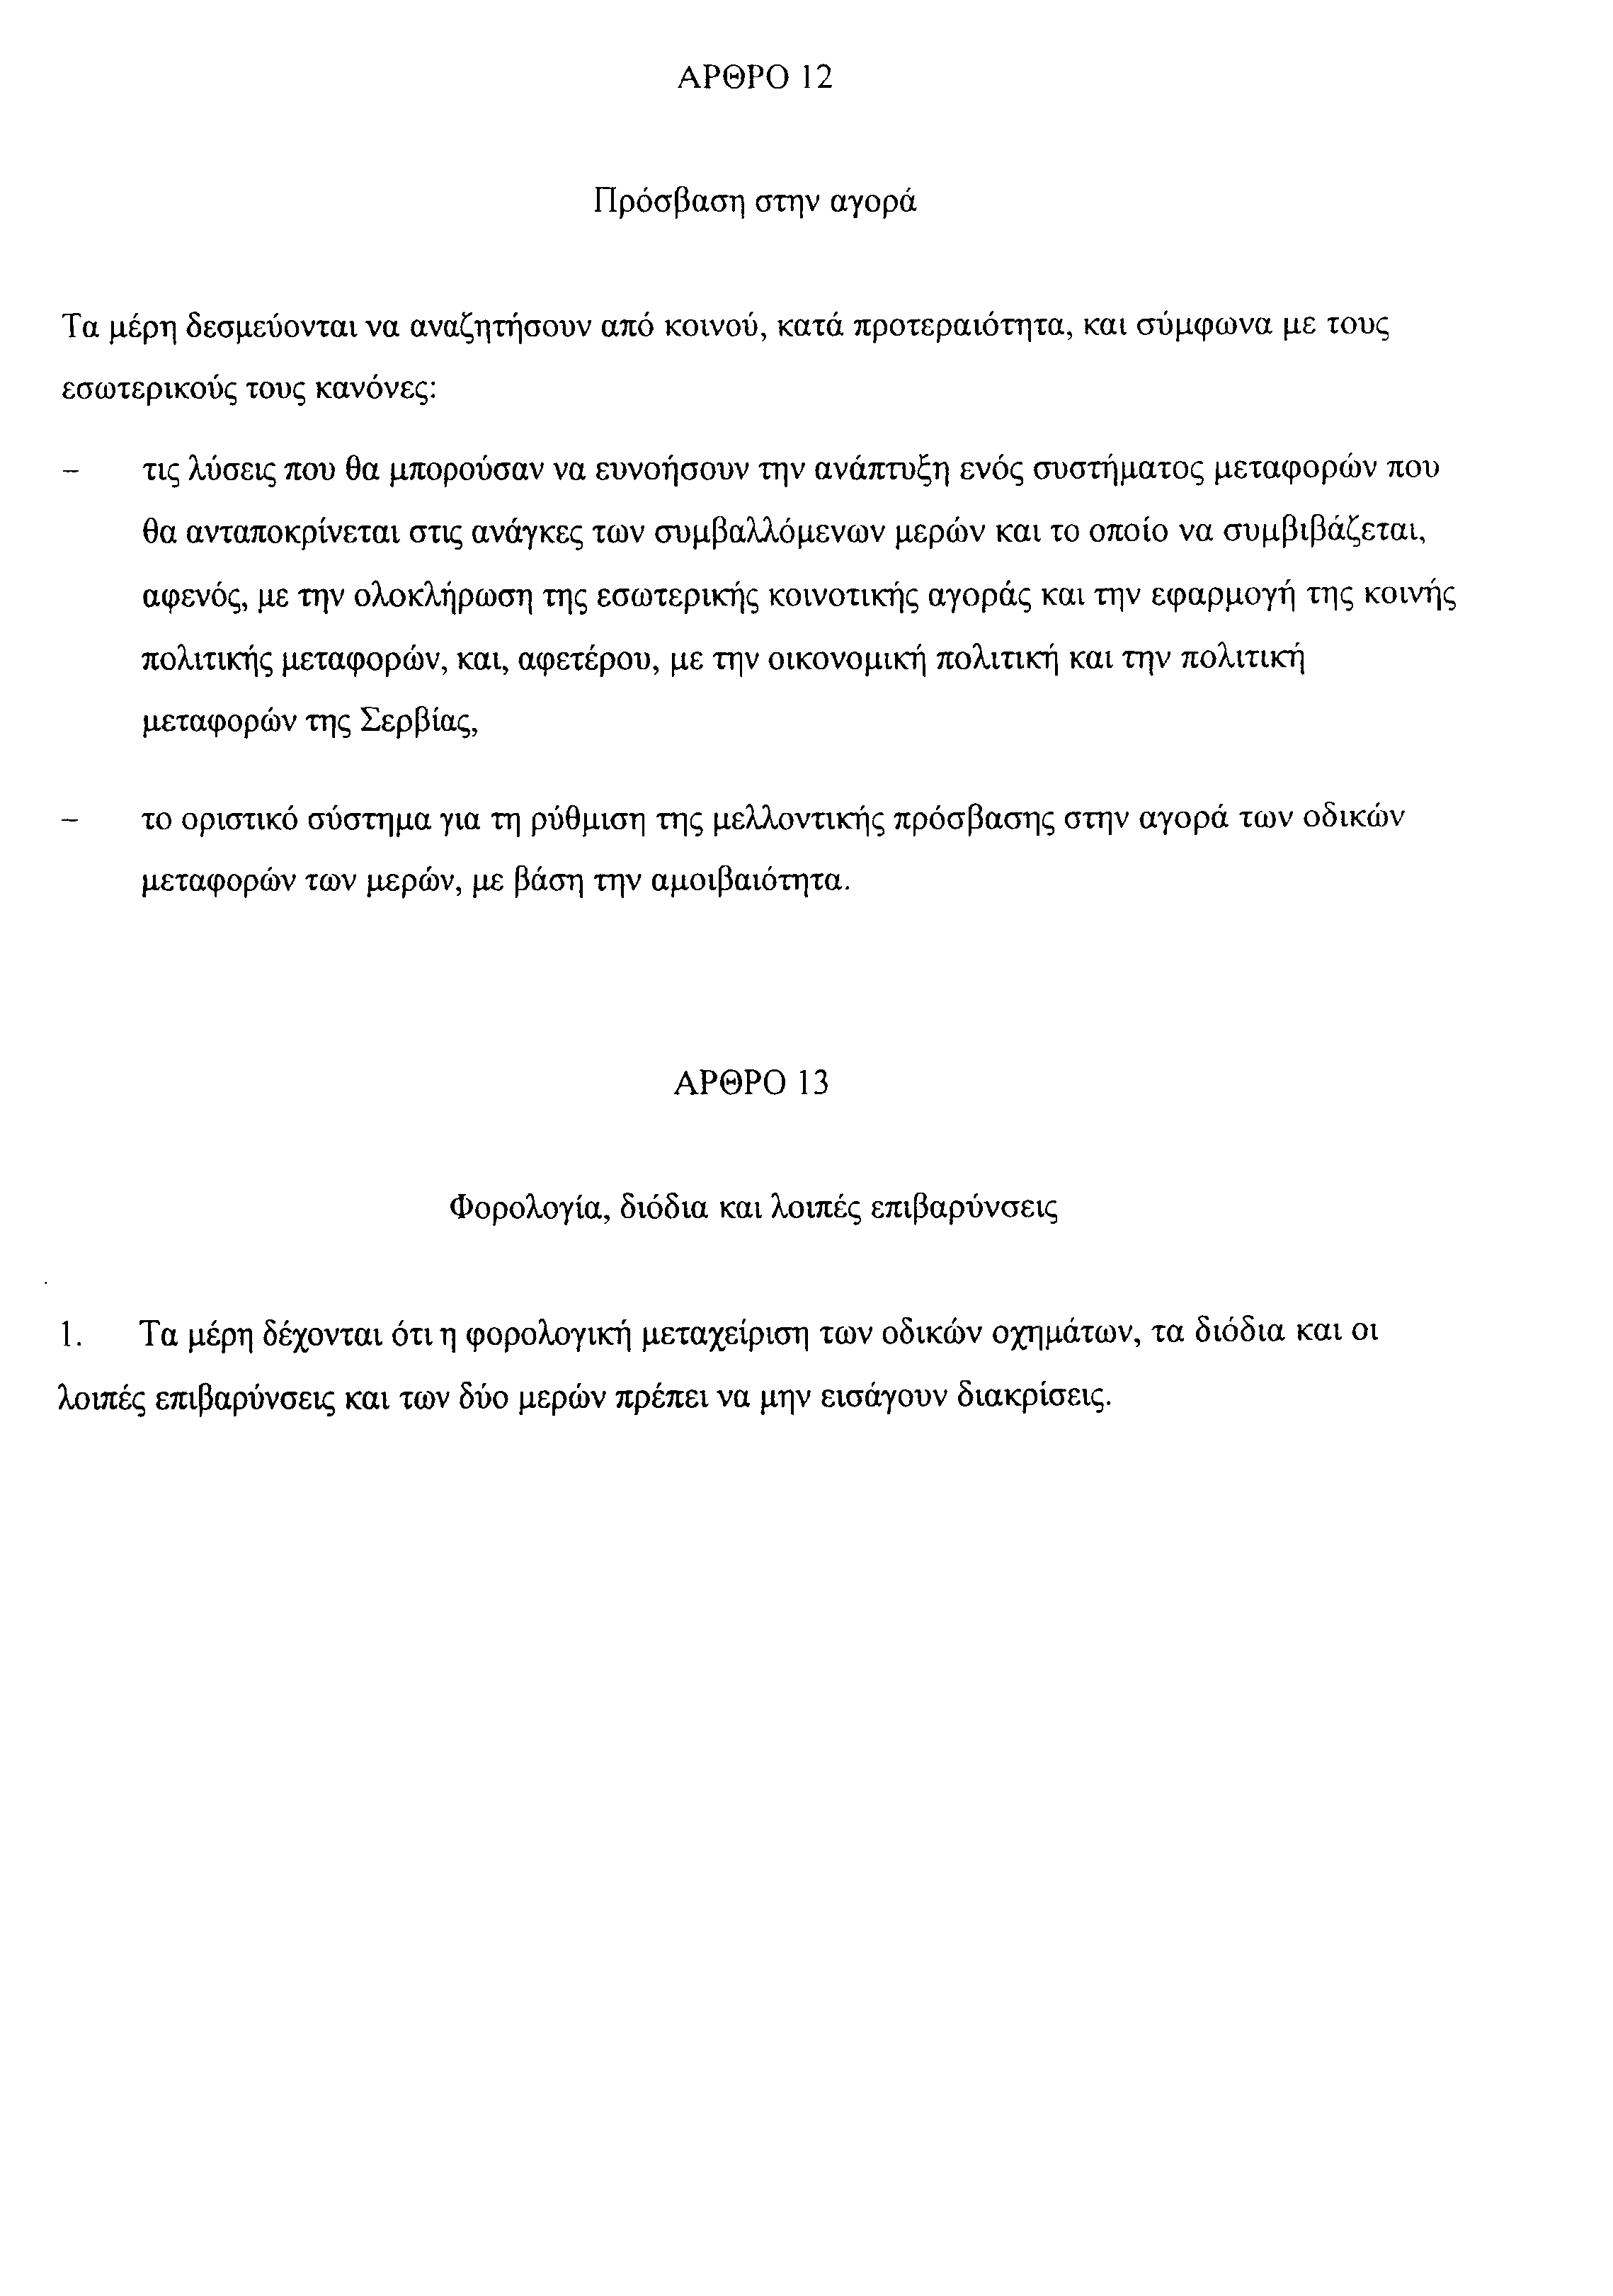 ΑΡΘΡΟ 12
Πρόσβαση στην αγορά
Τα μέρη δεσμεύονται να αναζητήσουν από κοινού, κατά προτεραιότητα, και σύμφωνα με τους
εσωτερικούς τους κανόνες:
– τις λύσεις που θα μπορούσαν να ευνοήσουν την ανάπτυξη ενός συστήματος μεταφορών που
θα ανταποκρίνεται στις ανάγκες των συμβαλλόμενων μερών και το οποίο να συμβιβάζεται,
αφενός, με την ολοκλήρωση της εσωτερικής κοινοτικής αγοράς και την εφαρμογή της κοινής
πολιτικής μεταφορών, και, αφετέρου, με την οικονομική πολιτική και την πολιτική
μεταφορών της Σερβίας,
– το οριστικό σύστημα για τη ρύθμιση της μελλοντικής πρόσβασης στην αγορά των οδικών
μεταφορών των μερών, με βάση την αμοιβαιότητα.
ΑΡΘΡΟ 13
Φορολογία, διόδια και λοιπές επιβαρύνσεις
1. Τα μέρη δέχονται ότι η φορολογική μεταχείριση των οδικών οχημάτων, τα διόδια και οι
λοιπές επιβαρύνσεις και των δύο μερών πρέπει να μην εισάγουν διακρίσεις.